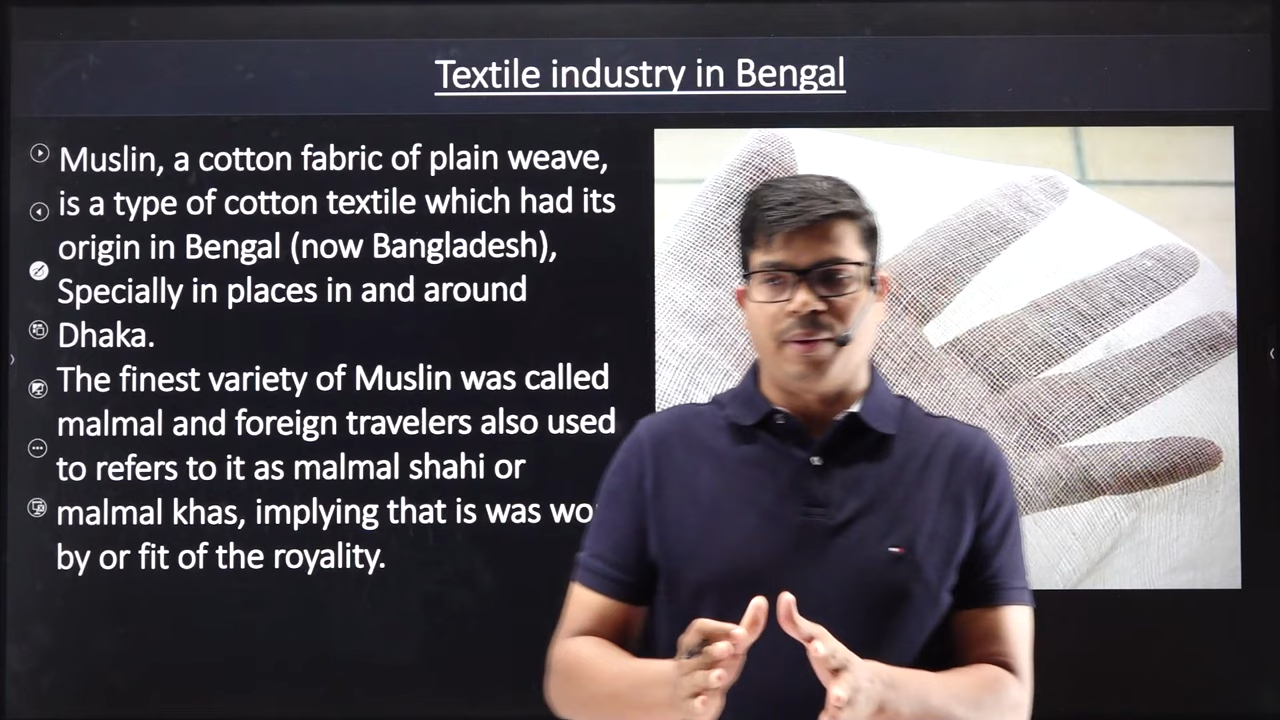 Textile industry in Bengal
Muslin, a cotton fabric of plain weave,
is a type of cotton textile which had its
origin in Bengal (now Bangladesh),
Specially in places in and around
Dhaka.
The finest variety of Muslin was called
malmal and foreign travelers also used
to refers to it as malmal shahi or
malmal khas, implying that is was
by or fit of the royality.